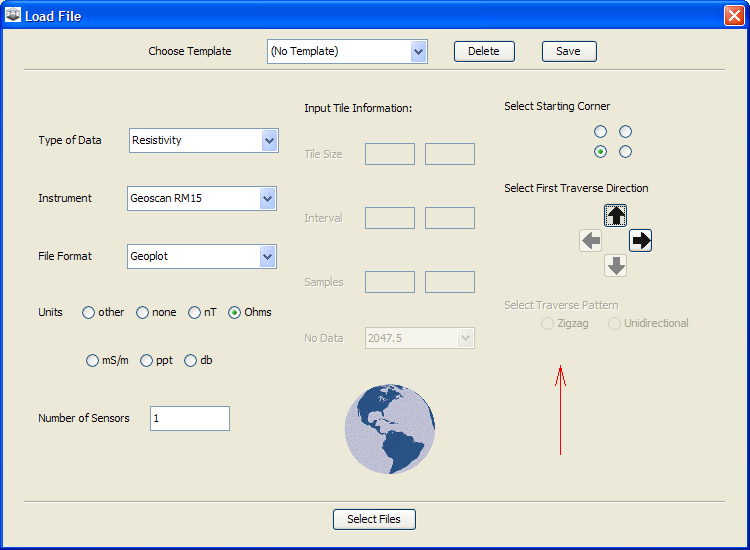 Load File
Choose Template (No Template) Delete Save
Input Tile Information:
Select Starting Corner
Type of Data Resistivity
Tile Size
Instrument Geoscan RM15
Select First Traverse Direction
Interval
File Format Geoplot
Samples
Select Traverse Pattern
Zigzag Unidirectional
Units other none nT Ohms
No Data 2047.5
mS/m ppt db
Number of Sensors 1
Select Files